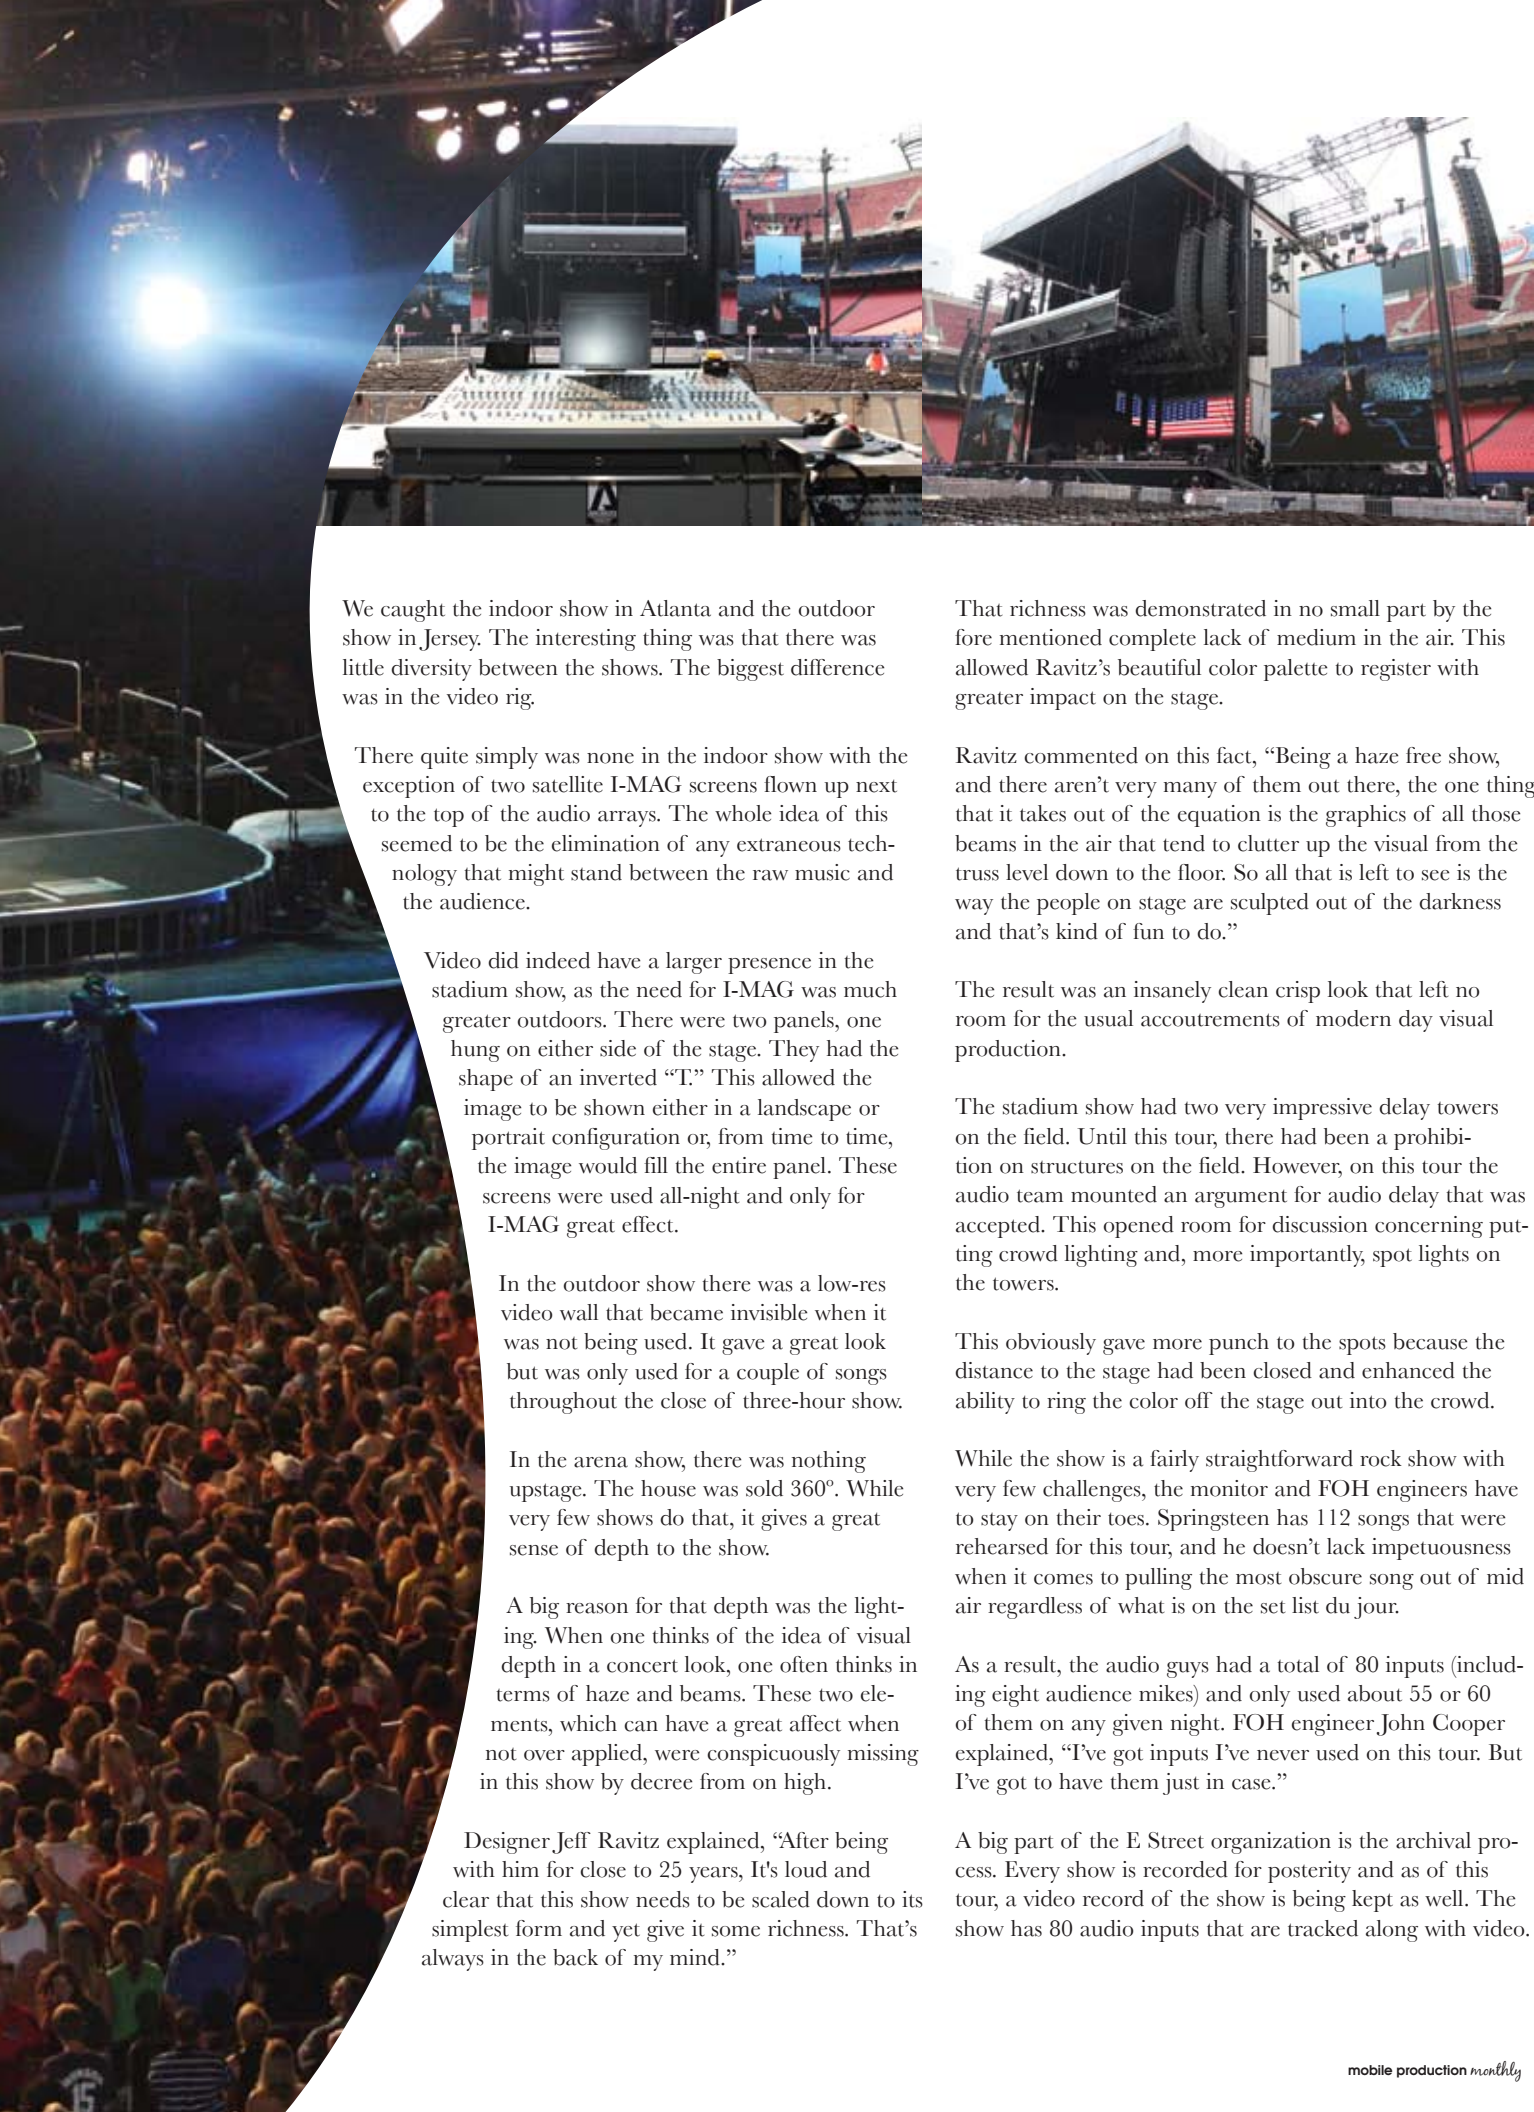 We caught the indoor show in Atlanta and the outdoor
show in Jersey. The interesting thing was that there was
little diversity between the shows. The biggest difference
was in the video rig.
There quite simply was none in the indoor show with the
exception of two satellite I-MAG screens flown up next
to the top of the audio arrays. The whole idea of this
seemed to be the elimination of any extraneous tech-
nology that might stand between the raw music and
the audience.
Video did indeed have a larger presence in the
stadium show, as the need for I-MAG was much
greater outdoors. There were two panels, one
hung on either side of the stage. They had the
shape of an inverted “T.” This allowed the
image to be shown either in a landscape or
portrait configuration or, from time to time,
the image would fill the entire panel. These
screens were used all-night and only for
I-MAG great effect.
In the outdoor show there was a low-res
video wall that became invisible when it
was not being used. It gave a great look
but was only used for a couple of songs
throughout the close of three-hour show.
In the arena show, there was nothing
upstage. The house was sold 360º. While
very few shows do that, it gives a great
sense of depth to the show.
A big reason for that depth was the light-
ing. When one thinks of the idea of visual
depth in a concert look, one often thinks in
terms of haze and beams. These two ele-
ments, which can have a great affect when
not over applied, were conspicuously missing
in this show by decree from on high.
Designer Jeff Ravitz explained, “After being
with him for close to 25 years, It's loud and
clear that this show needs to be scaled down to its
simplest form and yet give it some richness. That’s
always in the back of my mind.”
That richness was demonstrated in no small part by the
fore mentioned complete lack of medium in the air. This
allowed Ravitz’s beautiful color palette to register with
greater impact on the stage.
Ravitz commented on this fact, “Being a haze free show,
and there aren’t very many of them out there, the one thing
that it takes out of the equation is the graphics of all those
beams in the air that tend to clutter up the visual from the
truss level down to the floor. So all that is left to see is the
way the people on stage are sculpted out of the darkness
and that’s kind of fun to do.”
The result was an insanely clean crisp look that left no
room for the usual accoutrements of modern day visual
production.
The stadium show had two very impressive delay towers
on the field. Until this tour, there had been a prohibi-
tion on structures on the field. However, on this tour the
audio team mounted an argument for audio delay that was
accepted. This opened room for discussion concerning put-
ting crowd lighting and, more importantly, spot lights on
the towers.
This obviously gave more punch to the spots because the
distance to the stage had been closed and enhanced the
ability to ring the color off the stage out into the crowd.
While the show is a fairly straightforward rock show with
very few challenges, the monitor and FOH engineers have
to stay on their toes. Springsteen has 112 songs that were
rehearsed for this tour, and he doesn’t lack impetuousness
when it comes to pulling the most obscure song out of mid
air regardless of what is on the set list du jour.
As a result, the audio guys had a total of 80 inputs (includ-
ing eight audience mikes) and only used about 55 or 60
of them on any given night. FOH engineer John Cooper
explained, “I’ve got inputs I’ve never used on this tour. But
I’ve got to have them just in case.”
A big part of the E Street organization is the archival pro-
cess. Every show is recorded for posterity and as of this
tour, a video record of the show is being kept as well. The
show has 80 audio inputs that are tracked along with video.
15
mobile production monthly